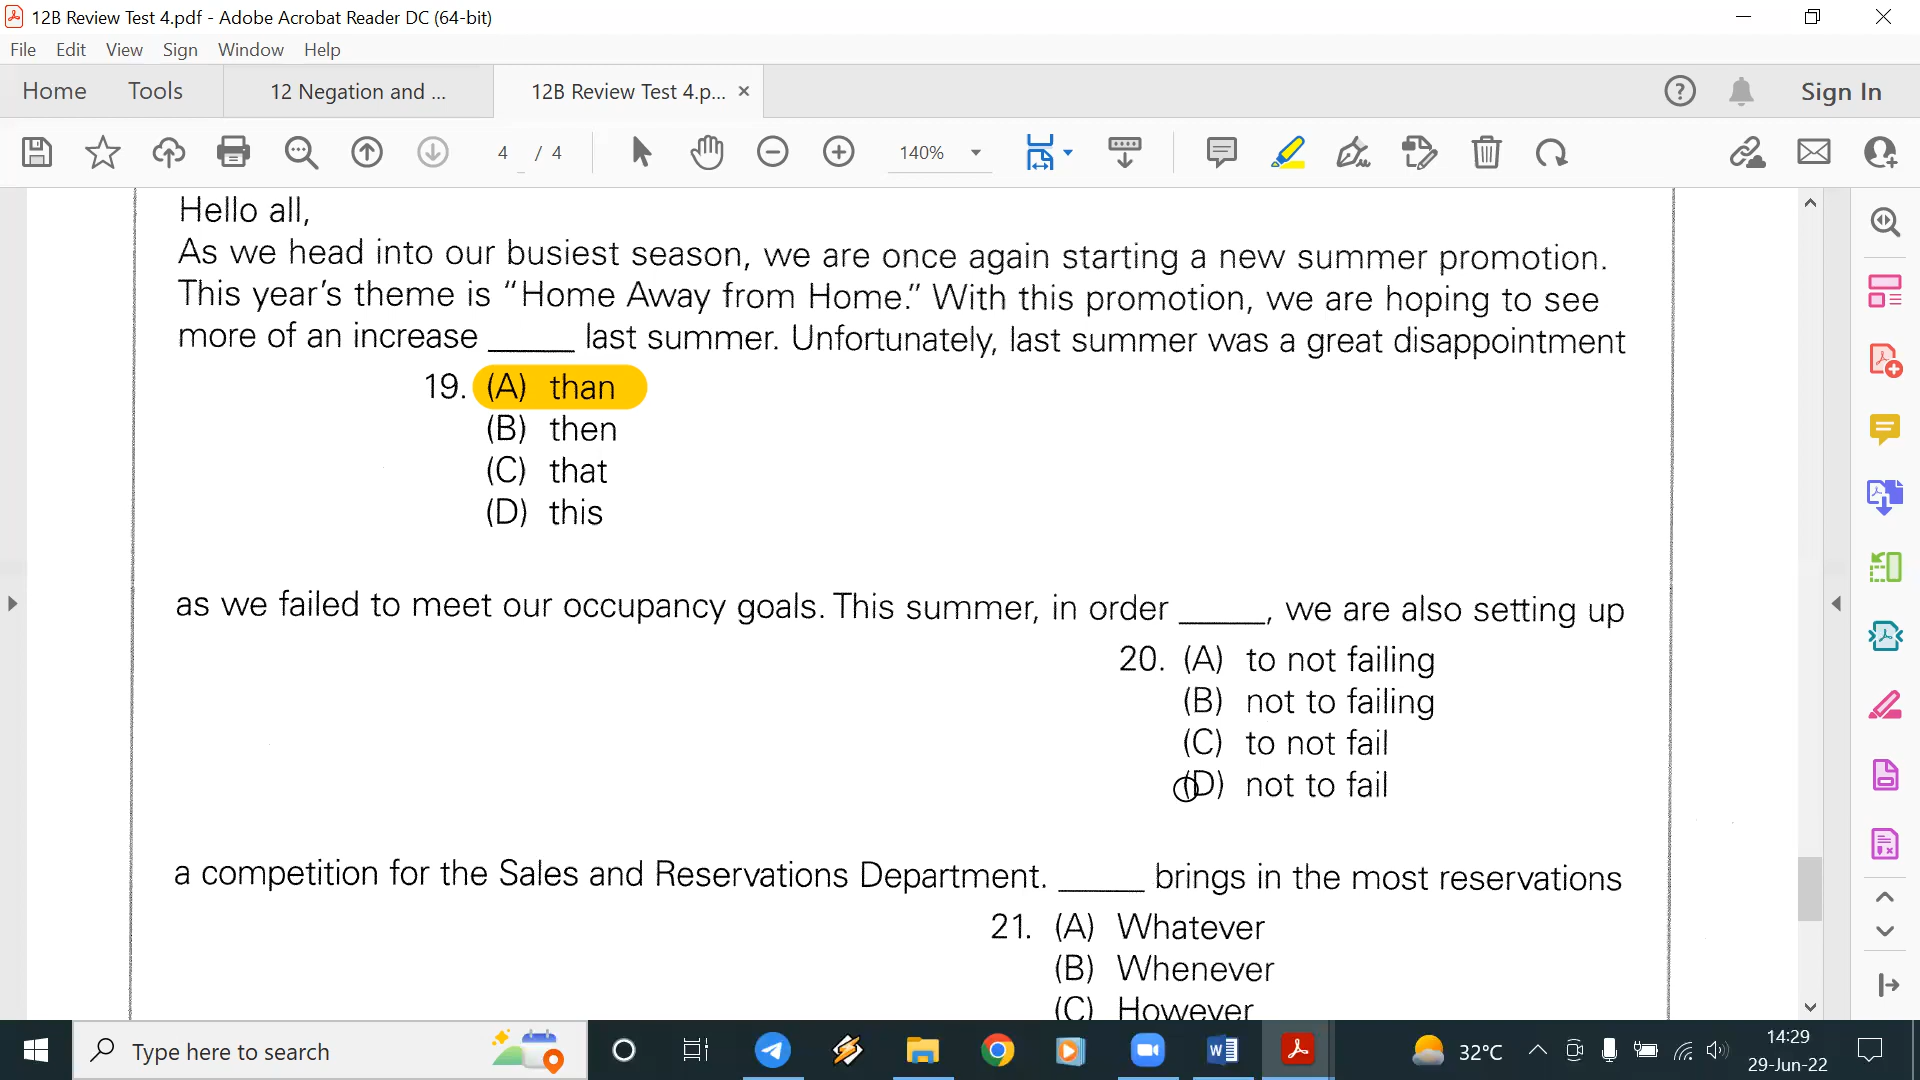 12B Review Test 4.pdf - Adobe Acrobat Reader DC (64-bit)
File Edit View Sign Window Help
Home Tools 12 Negation and ... 12B Review Test 4.p... × Sign In
4 / 4 140%
Hello all,
As we head into our busiest season, we are once again starting a new summer promotion.
This year's theme is "Home Away from Home." With this promotion, we are hoping to see
more of an increase ______ last summer. Unfortunately, last summer was a great disappointment
19. (A) than
(B) then
(C) that
(D) this
as we failed to meet our occupancy goals. This summer, in order ______, we are also setting up
20. (A) to not failing
(B) not to failing
(C) to not fail
(D) not to fail
a competition for the Sales and Reservations Department. ______ brings in the most reservations
21. (A) Whatever
(B) Whenever
(C) However
Type here to search
32°C
14:29
29-Jun-22